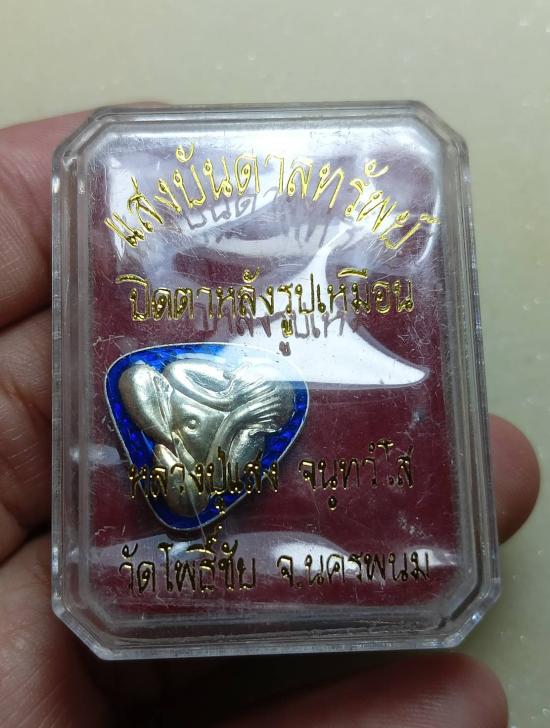 แสงบันดาลทรัพย์
ปิดตาหลังรูปเหมือน
หลวงปู่แสง จนฺทวํโส
วัดโพธิ์ชัย จ.นครพนม